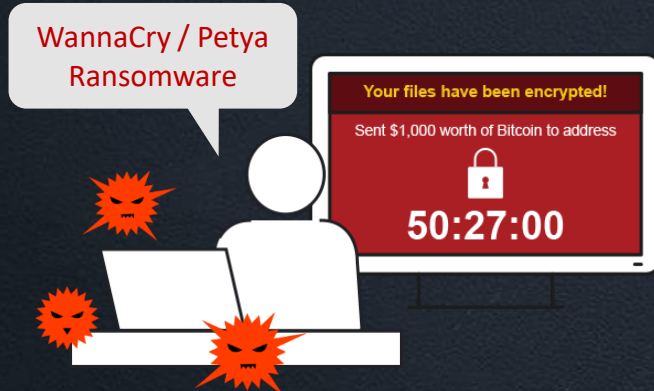 WannaCry / Petya
Ransomware
Your files have been encrypted!
Sent $1,000 worth of Bitcoin to address
50:27:00